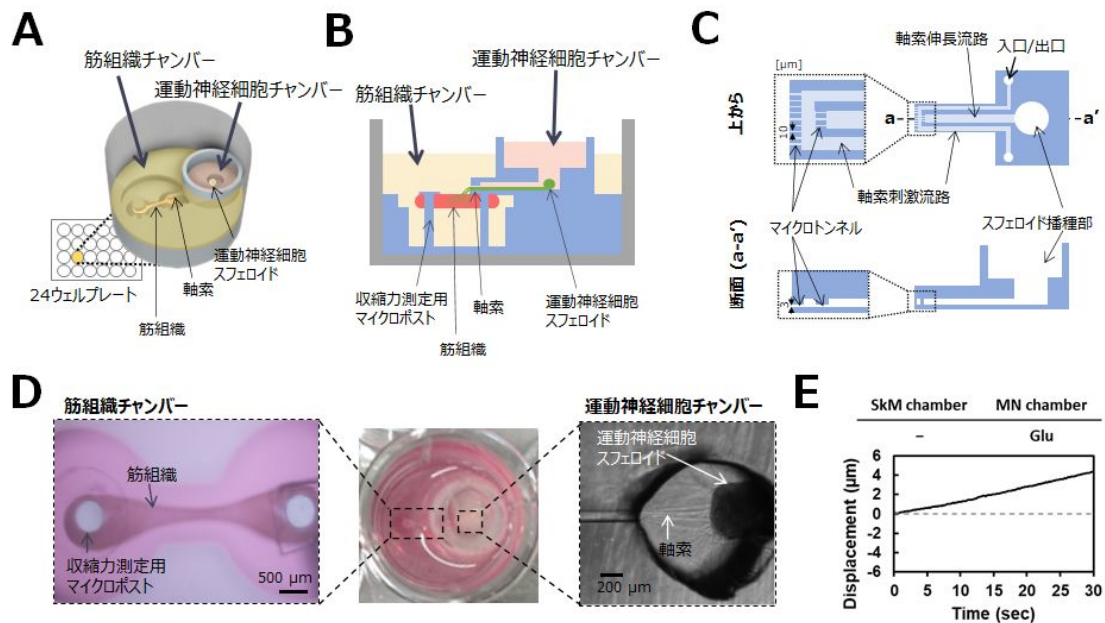 A
筋組織チャンバー
運動神経細胞チャンバー
運動神経細胞
スフェロイド
軸索
筋組織
24ウェルプレート
B
運動神経細胞チャンバー
筋組織チャンバー
収縮力測定用
マイクロポスト
軸索
筋組織
運動神経細胞
スフェロイド
C
軸索伸長流路
入口/出口
[µm]
上から
10
a
a'
軸索刺激流路
マイクロトンネル
スフェロイド播種部
断面 (a-a')
3
D
筋組織チャンバー
筋組織
収縮力測定用
マイクロポスト
500 µm
運動神経細胞チャンバー
運動神経細胞
スフェロイド
軸索
200 µm
E
SkM chamber MN chamber
– Glu
Displacement (µm)
6
4
2
0
-2
-4
-6
0 5 10 15 20 25 30
Time (sec)